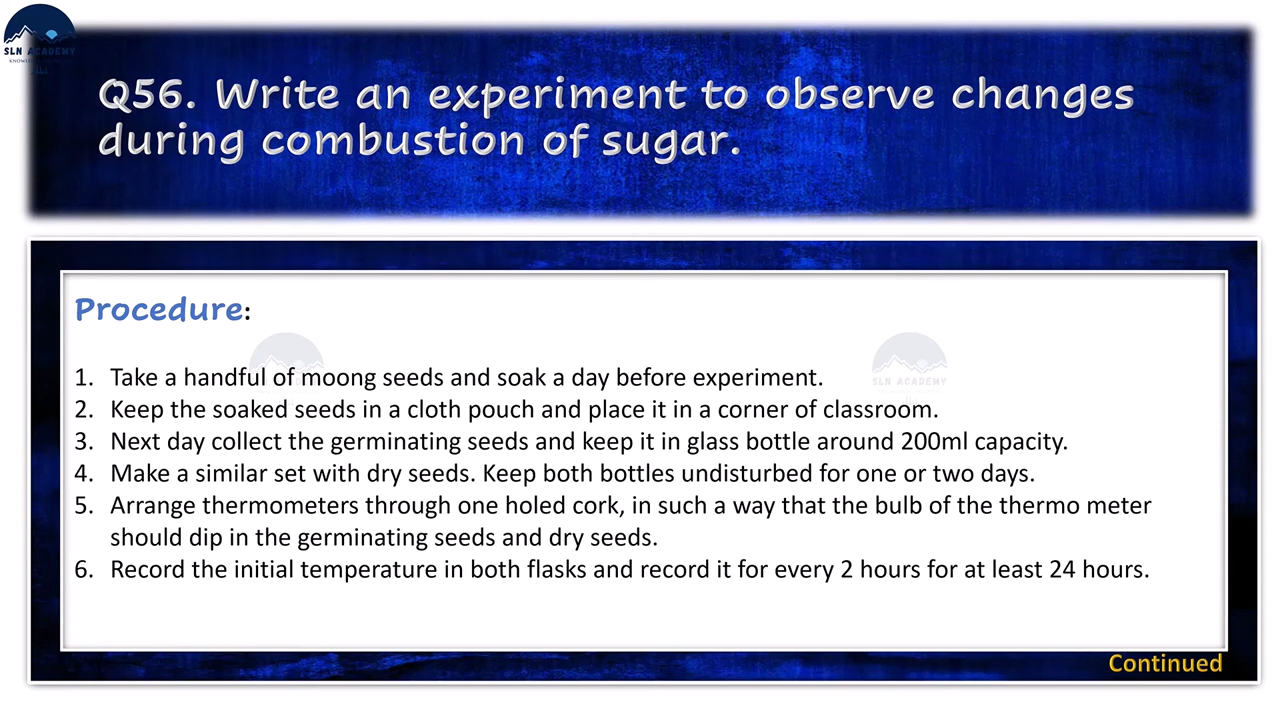 SLN ACADEMY
Q56. Write an experiment to observe changes
during combustion of sugar.
Procedure:
1. Take a handful of moong seeds and soak a day before experiment.
2. Keep the soaked seeds in a cloth pouch and place it in a corner of classroom.
3. Next day collect the germinating seeds and keep it in glass bottle around 200ml capacity.
4. Make a similar set with dry seeds. Keep both bottles undisturbed for one or two days.
5. Arrange thermometers through one holed cork, in such a way that the bulb of the thermo meter
should dip in the germinating seeds and dry seeds.
6. Record the initial temperature in both flasks and record it for every 2 hours for at least 24 hours.
SLN ACADEMY
Continued